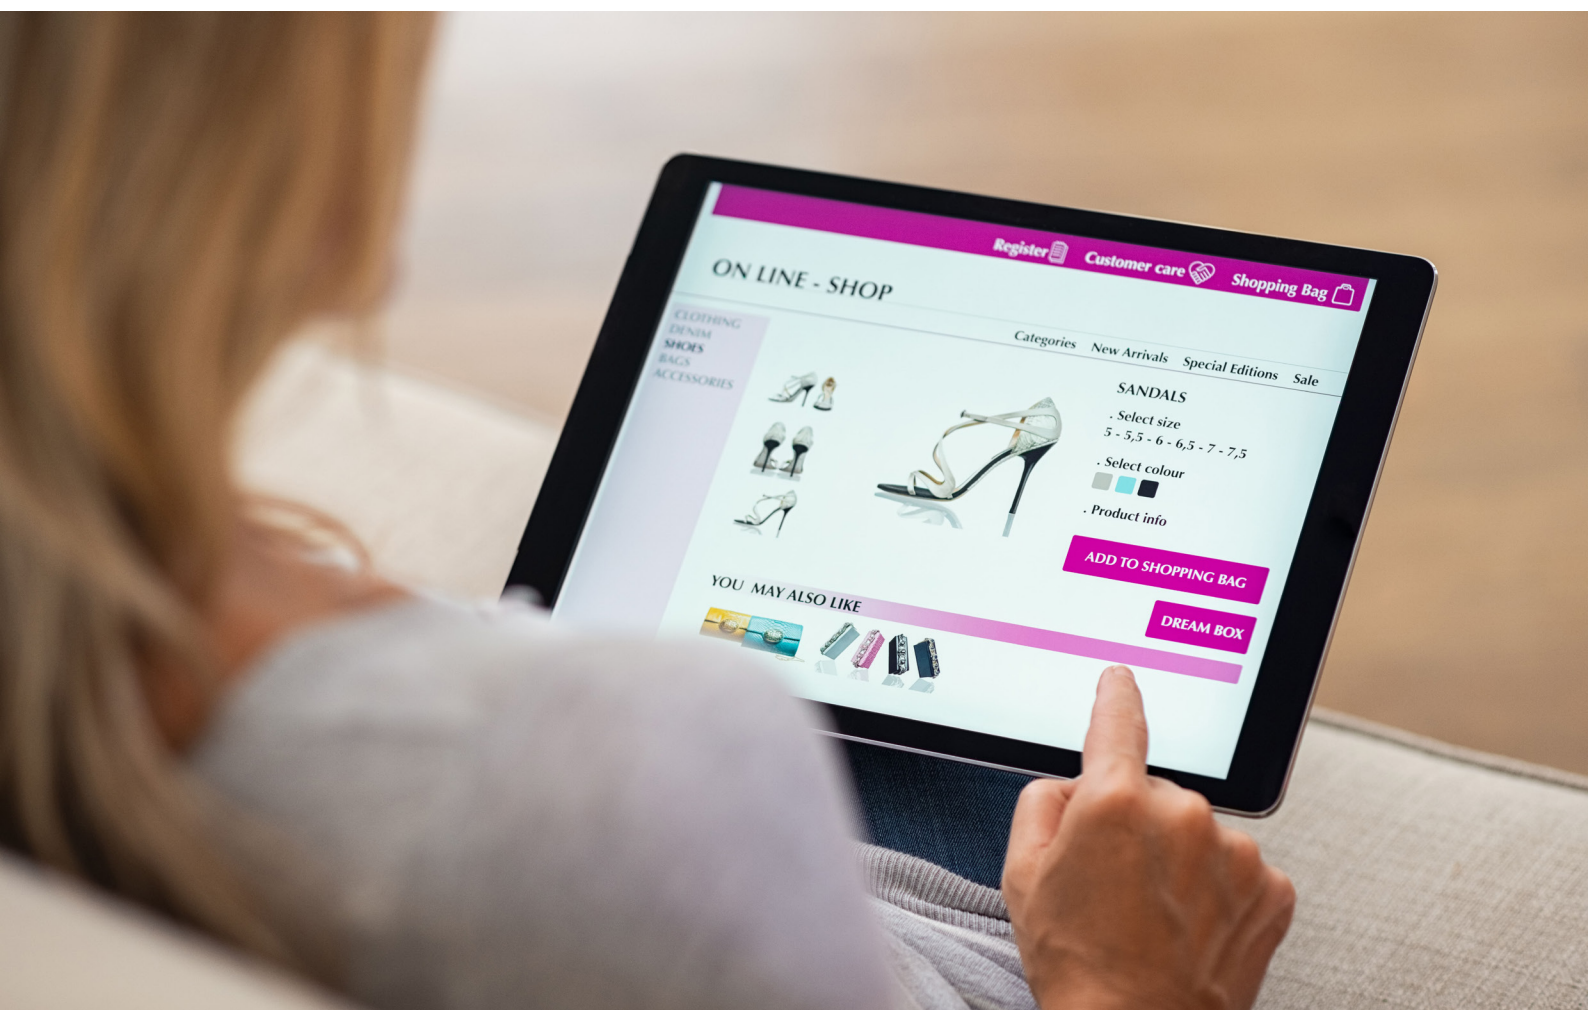 Register Customer care Shopping Bag
ON LINE - SHOP
Categories New Arrivals Special Editions Sale
CLOTHING
DENIM
SHOES
BAGS
ACCESSORIES
SANDALS
. Select size
5 - 5,5 - 6 - 6,5 - 7 - 7,5
. Select colour
. Product info
ADD TO SHOPPING BAG
DREAM BOX
YOU MAY ALSO LIKE